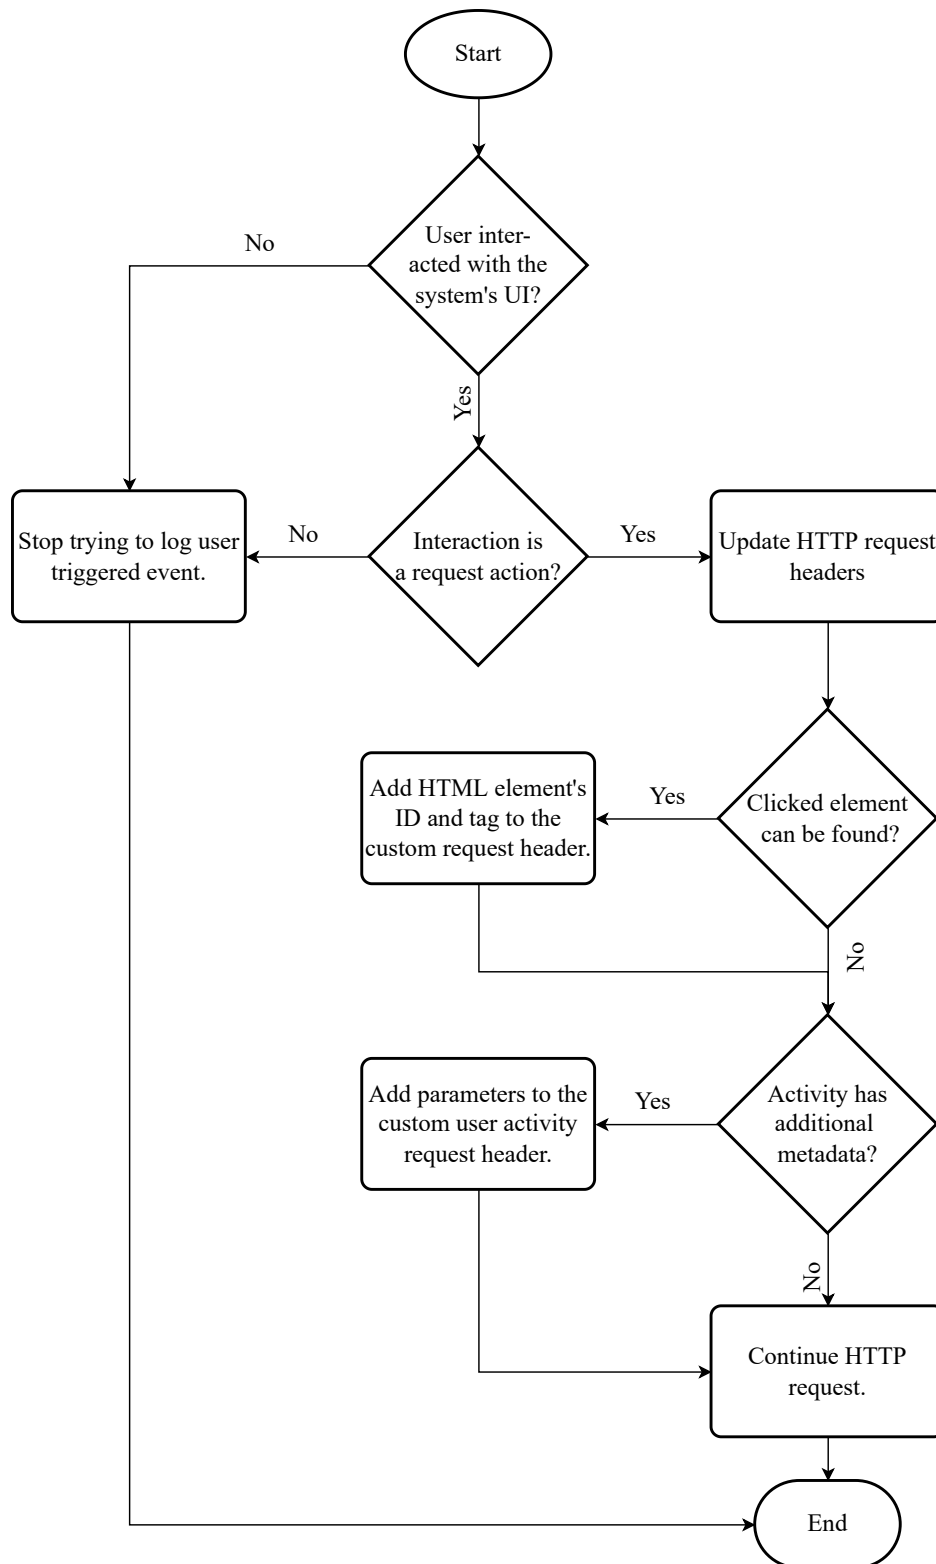 Start
User inter-
acted with the
system's UI?
No
Yes
Stop trying to log user
triggered event.
No
Interaction is
a request action?
Yes
Update HTTP request
headers
Add HTML element's
ID and tag to the
custom request header.
Yes
Clicked element
can be found?
No
Add parameters to the
custom user activity
request header.
Yes
Activity has
additional
metadata?
No
Continue HTTP
request.
End